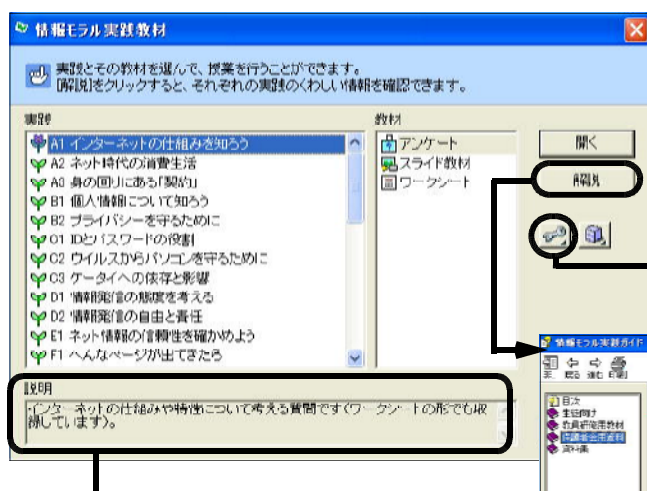 情報モラル実践教材
実践とその教材を選んで、授業を行うことができます。
[解説]をクリックすると、それぞれの実践のくわしい情報を確認できます。
実践
教材
A1 インターネットの仕組みを知ろう
A2 ネット時代の消費生活
A3 身の回りにある「契約」
B1 個人情報について知ろう
B2 プライバシーを守るために
C1 IDとパスワードの役割
C2 ウイルスからパソコンを守るために
C3 ケータイへの依存と影響
D1 情報発信の態度を考える
D2 情報発信の自由と責任
E1 ネット情報の信頼性を確かめよう
F1 へんなページが出てきたら
アンケート
スライド教材
ワークシート
開く
解説
説明
インターネットの仕組みや特徴について考える質問です(ワークシートの形でも収
録しています)。
情報モラル実践ガイド
戻る 進む 印刷
目次
生徒向け
教員研修用教材
保護者会用資料
資料集